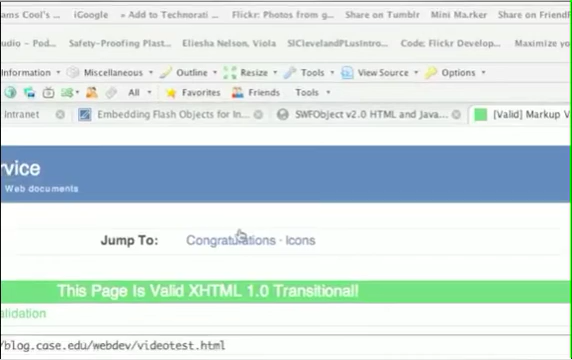 ams Cool's ... iGoogle » Add to Technorati ... Flickr: Photos from g... Share on Tumblr Mini Ma.rker Share on FriendF
udio – Pod... Safety-Proofing Plast... Eliesha Nelson, Viola SIClevelandPLusIntro... Code: Flickr Develop... Maximize yo
Information Miscellaneous Outline Resize Tools View Source Options
All Favorites Friends Tools
Intranet Embedding Flash Objects for In... SWFObject v2.0 HTML and Java... [Valid] Markup V
rvice
Web documents
Jump To: Congratulations · Icons
This Page Is Valid XHTML 1.0 Transitional!
alidation
/blog.case.edu/webdev/videotest.html